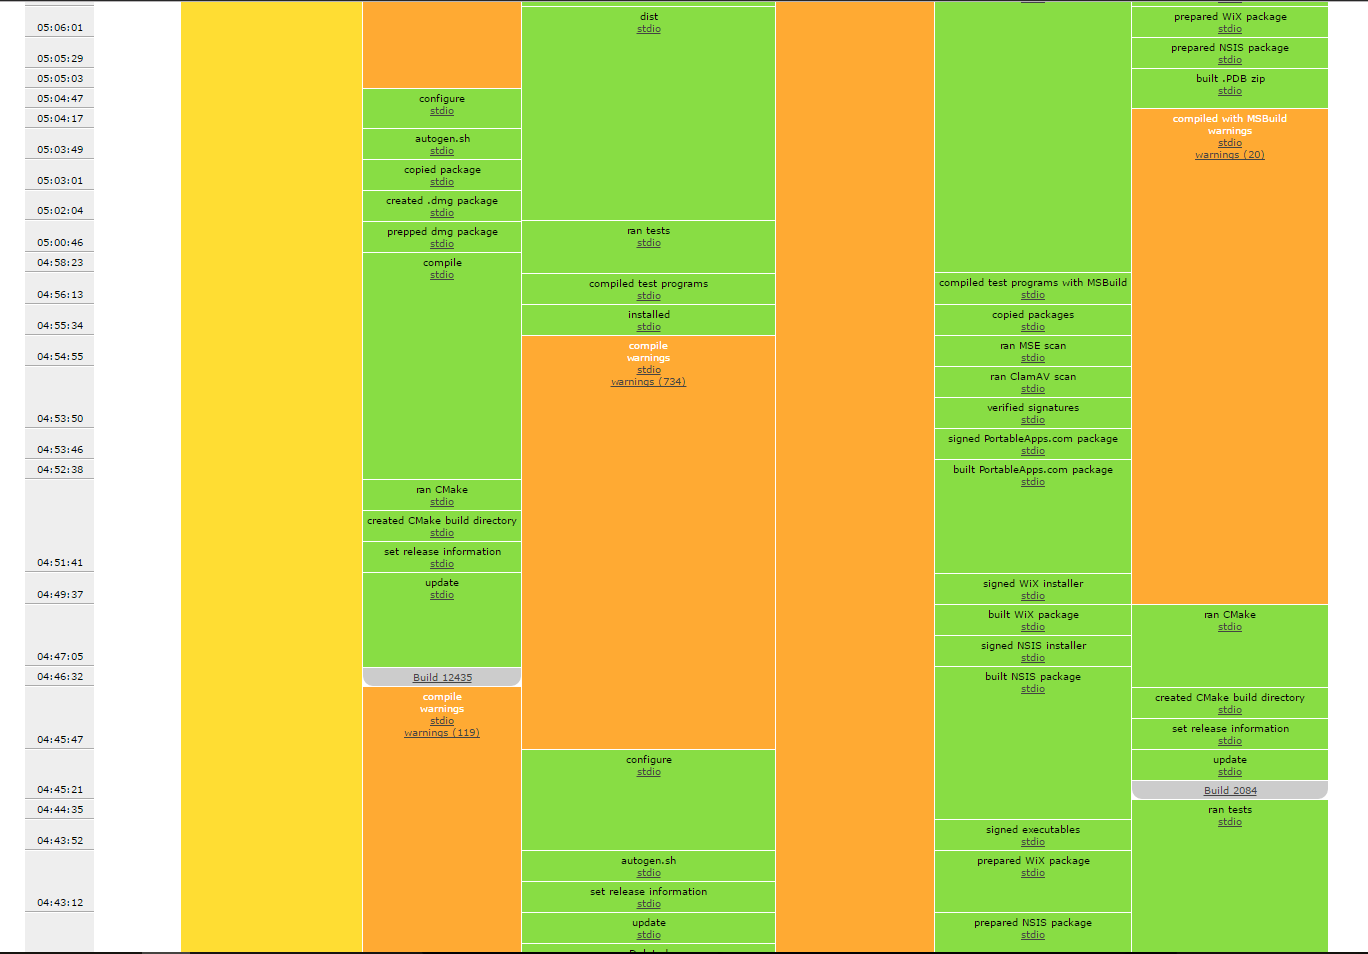 05:06:01
05:05:29
05:05:03
05:04:47
05:04:17
05:03:49
05:03:01
05:02:04
05:00:46
04:58:23
04:56:13
04:55:34
04:54:55
04:53:50
04:53:46
04:52:38
04:51:41
04:49:37
04:47:05
04:46:32
04:45:47
04:45:21
04:44:35
04:43:52
04:43:12
configure
stdio
autogen.sh
stdio
copied package
stdio
created .dmg package
stdio
prepped dmg package
stdio
compile
stdio
ran CMake
stdio
created CMake build directory
stdio
set release information
stdio
update
stdio
Build 12435
compile
warnings
stdio
warnings (119)
dist
stdio
ran tests
stdio
compiled test programs
stdio
installed
stdio
compile
warnings
stdio
warnings (734)
configure
stdio
autogen.sh
stdio
set release information
stdio
update
stdio
compiled test programs with MSBuild
stdio
copied packages
stdio
ran MSE scan
stdio
ran ClamAV scan
stdio
verified signatures
stdio
signed PortableApps.com package
stdio
built PortableApps.com package
stdio
signed WiX installer
stdio
built WiX package
stdio
signed NSIS installer
stdio
built NSIS package
stdio
signed executables
stdio
prepared WiX package
stdio
prepared NSIS package
stdio
prepared WiX package
stdio
prepared NSIS package
stdio
built .PDB zip
stdio
compiled with MSBuild
warnings
stdio
warnings (20)
ran CMake
stdio
created CMake build directory
stdio
set release information
stdio
update
stdio
Build 2084
ran tests
stdio